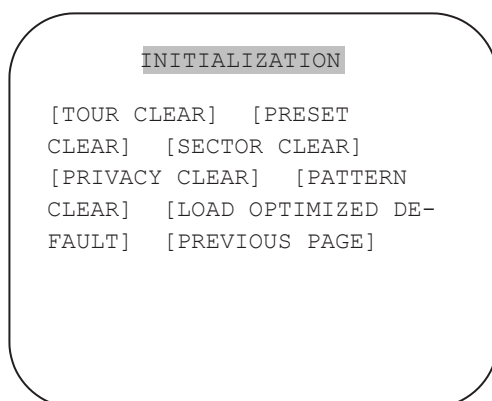 INITIALIZATION
[TOUR CLEAR] [PRESET
CLEAR] [SECTOR CLEAR]
[PRIVACY CLEAR] [PATTERN
CLEAR] [LOAD OPTIMIZED DE-
FAULT] [PREVIOUS PAGE]